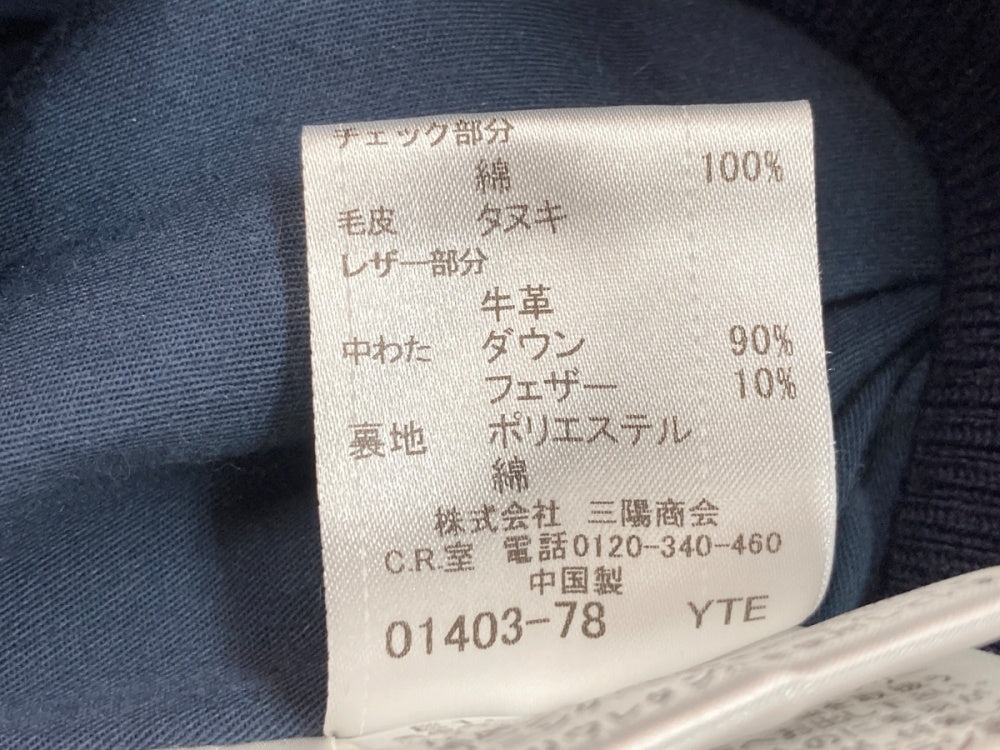 チェック部分
綿 100%
毛皮 タヌキ
レザー部分
牛革
中わた ダウン 90%
フェザー 10%
裏地 ポリエステル
綿
株式会社 三陽商会
C.R.室 電話0120-340-460
中国製
01403-78 YTE